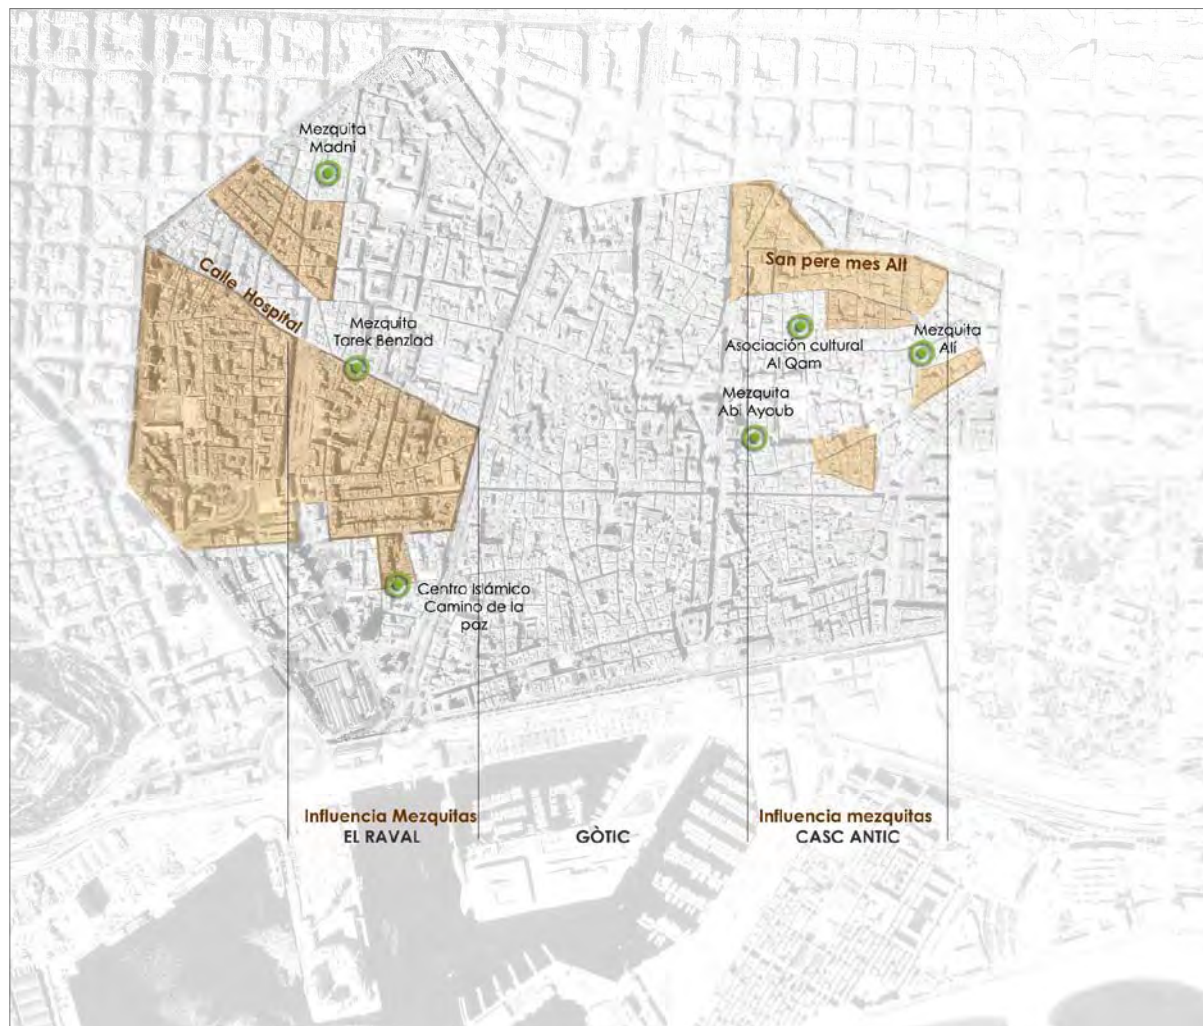 Mezquita
Madni
Calle Hospital
San pere mes Alt
Mezquita
Tarek Benzlad
Asociación cultural
Al Qam
Mezquita
Alí
Mezquita
Abi Ayoub
Centro Islámico
Camino de la
paz
Influencia Mezquitas
EL RAVAL
GÒTIC
Influencia mezquitas
CASC ANTIC